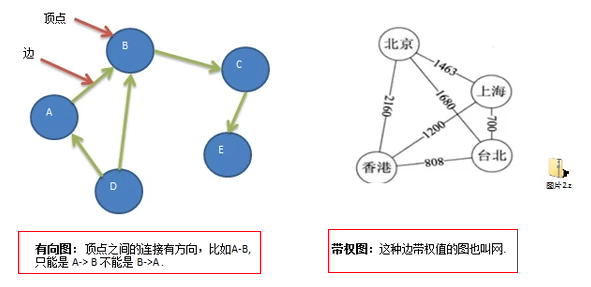 顶点
边
B
C
A
D
E
有向图：顶点之间的连接有方向，比如A-B,
只能是 A-> B 不能是 B->A .
北京
1463
上海
2160
1680
1200
700
香港
808
台北
图片2.z
带权图：这种边带权值的图也叫网.